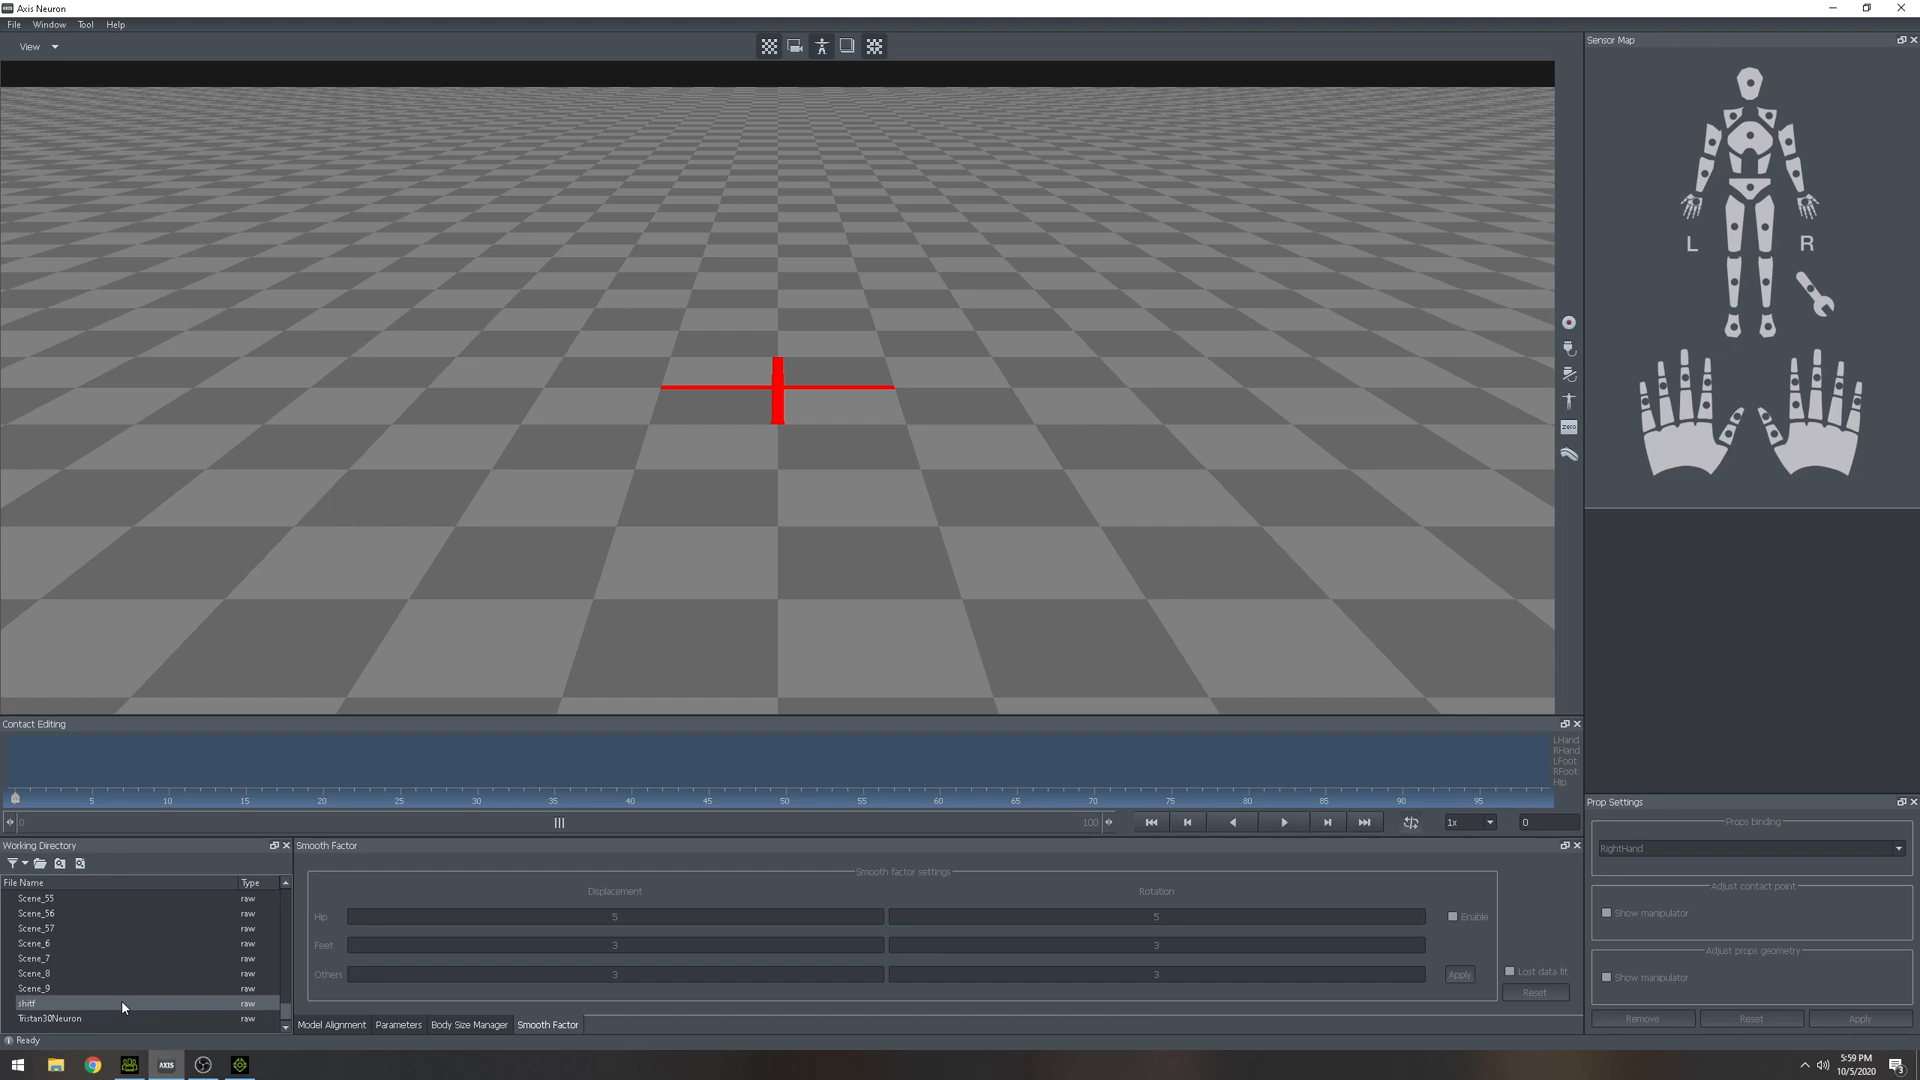 Axis Neuron
File Window Tool Help
View
Sensor Map
L R
zero
Contact Editing
LHand
RHand
LFoot
RFoot
Hip
5 10 15 20 25 30 35 40 45 50 55 60 65 70 75 80 85 90 95
0 100 1x 0
Prop Settings
Props binding
RightHand
Adjust contact point
Show manipulator
Adjust props geometry
Show manipulator
Remove Reset Apply
Working Directory
File Name Type
Scene_55 raw
Scene_56 raw
Scene_57 raw
Scene_6 raw
Scene_7 raw
Scene_8 raw
Scene_9 raw
shitf raw
Tristan30Neuron raw
Smooth Factor
Smooth factor settings
Displacement Rotation
Hip 5 5 Enable
Feet 3 3
Others 3 3 Apply
Lost data fit
Reset
Model Alignment Parameters Body Size Manager Smooth Factor
Ready
AXIS
5:59 PM
10/5/2020
3